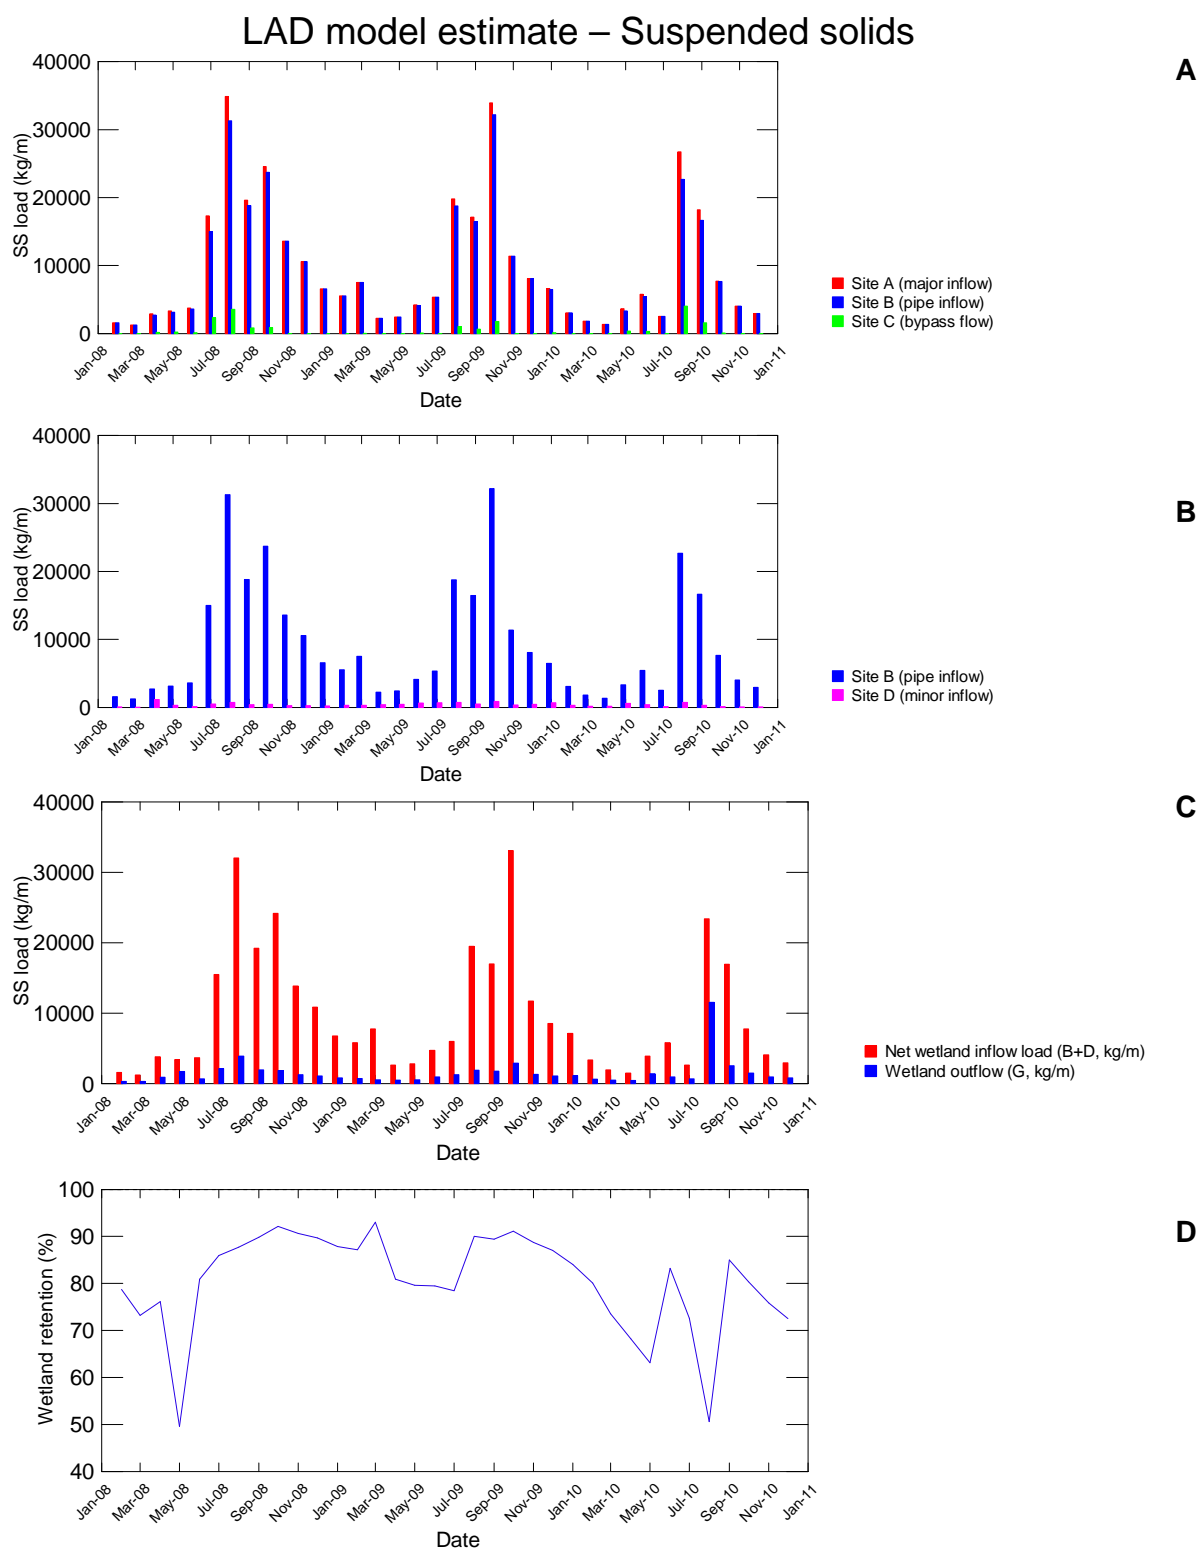 LAD model estimate – Suspended solids
A
40000
30000
20000
10000
0
SS load (kg/m)
Jan-08
Mar-08
May-08
Jul-08
Sep-08
Nov-08
Jan-09
Mar-09
May-09
Jul-09
Sep-09
Nov-09
Jan-10
Mar-10
May-10
Jul-10
Sep-10
Nov-10
Jan-11
Date
Site A (major inflow)
Site B (pipe inflow)
Site C (bypass flow)
B
40000
30000
20000
10000
0
SS load (kg/m)
Jan-08
Mar-08
May-08
Jul-08
Sep-08
Nov-08
Jan-09
Mar-09
May-09
Jul-09
Sep-09
Nov-09
Jan-10
Mar-10
May-10
Jul-10
Sep-10
Nov-10
Jan-11
Date
Site B (pipe inflow)
Site D (minor inflow)
C
40000
30000
20000
10000
0
SS load (kg/m)
Jan-08
Mar-08
May-08
Jul-08
Sep-08
Nov-08
Jan-09
Mar-09
May-09
Jul-09
Sep-09
Nov-09
Jan-10
Mar-10
May-10
Jul-10
Sep-10
Nov-10
Jan-11
Date
Net wetland inflow load (B+D, kg/m)
Wetland outflow (G, kg/m)
D
100
90
80
70
60
50
40
Wetland retention (%)
Jan-08
Mar-08
May-08
Jul-08
Sep-08
Nov-08
Jan-09
Mar-09
May-09
Jul-09
Sep-09
Nov-09
Jan-10
Mar-10
May-10
Jul-10
Sep-10
Nov-10
Jan-11
Date